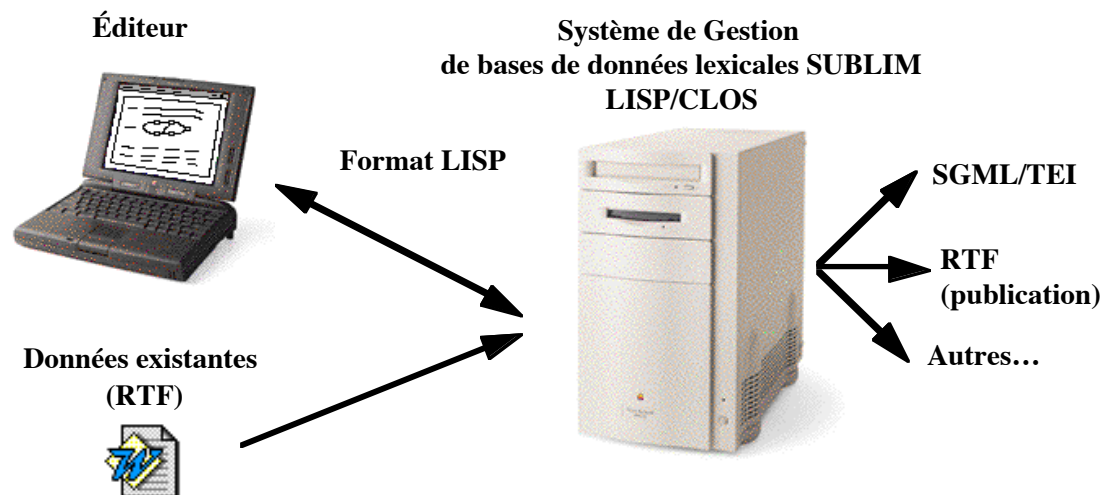 Éditeur
Système de Gestion
de bases de données lexicales SUBLIM
LISP/CLOS
Format LISP
SGML/TEI
RTF
(publication)
Autres…
Données existantes
(RTF)
W